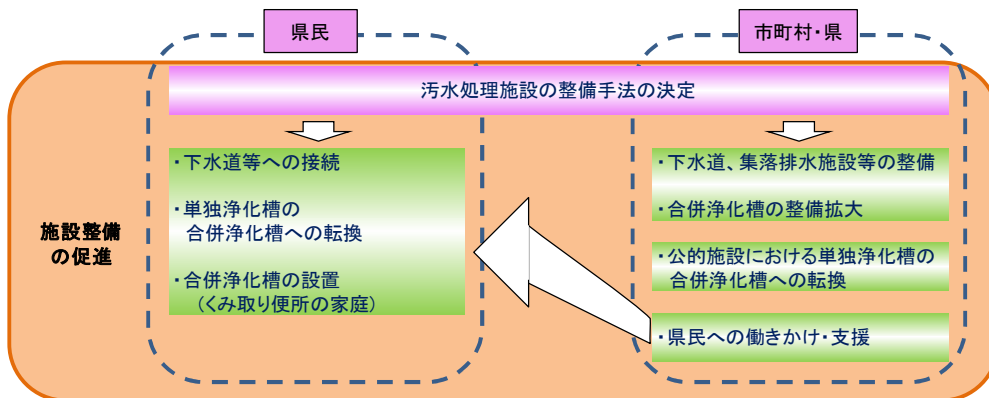 県民
市町村・県
汚水処理施設の整備手法の決定
施設整備
の促進
・下水道等への接続
・単独浄化槽の
合併浄化槽への転換
・合併浄化槽の設置
（くみ取り便所の家庭）
・下水道、集落排水施設等の整備
・合併浄化槽の整備拡大
・公的施設における単独浄化槽の
合併浄化槽への転換
・県民への働きかけ・支援